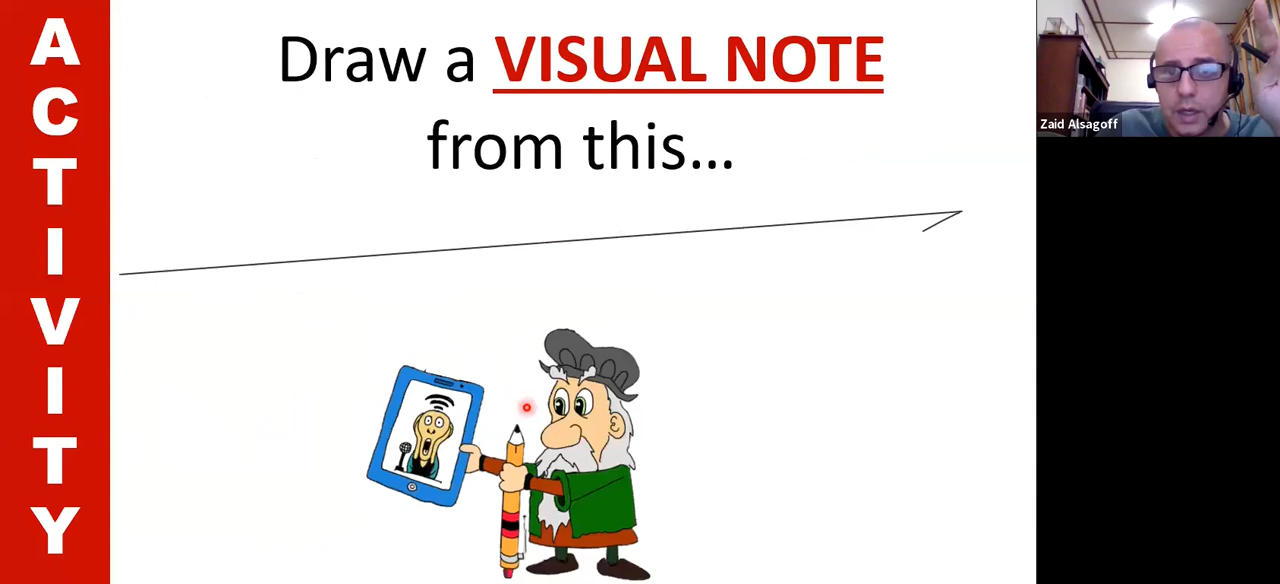 ACTIVITY
Draw a VISUAL NOTE
from this...
Zaid Alsagoff